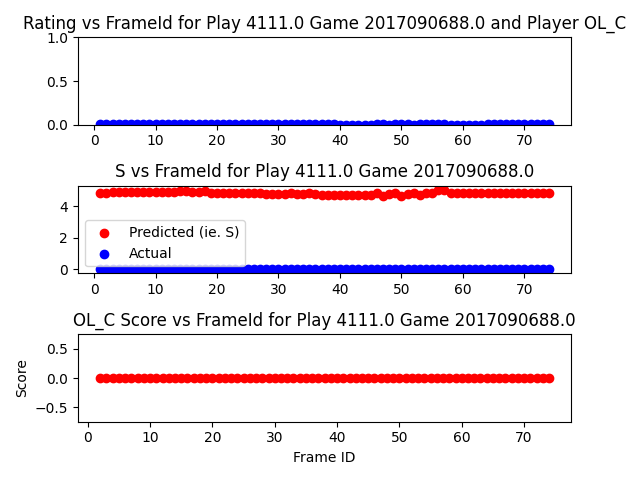 Rating vs FrameId for Play 4111.0 Game 2017090688.0 and Player OL_C
1.0
0.5
0.0
0 10 20 30 40 50 60 70
S vs FrameId for Play 4111.0 Game 2017090688.0
4
2
0
Predicted (ie. S)
Actual
0 10 20 30 40 50 60 70
OL_C Score vs FrameId for Play 4111.0 Game 2017090688.0
Score
0.5
0.0
−0.5
0 10 20 30 40 50 60 70
Frame ID